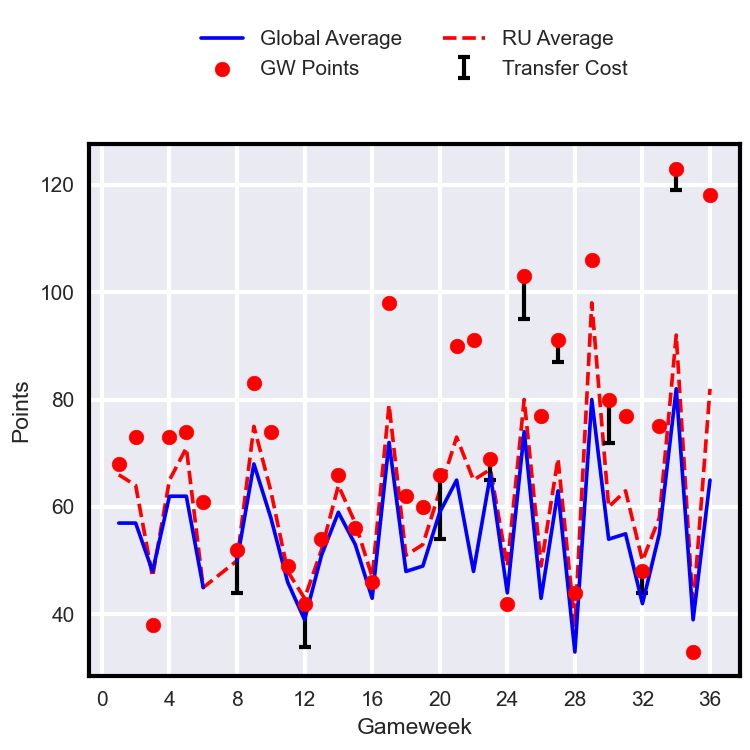 Global Average
RU Average
GW Points
Transfer Cost
120
100
80
60
40
0 4 8 12 16 20 24 28 32 36
Points
Gameweek